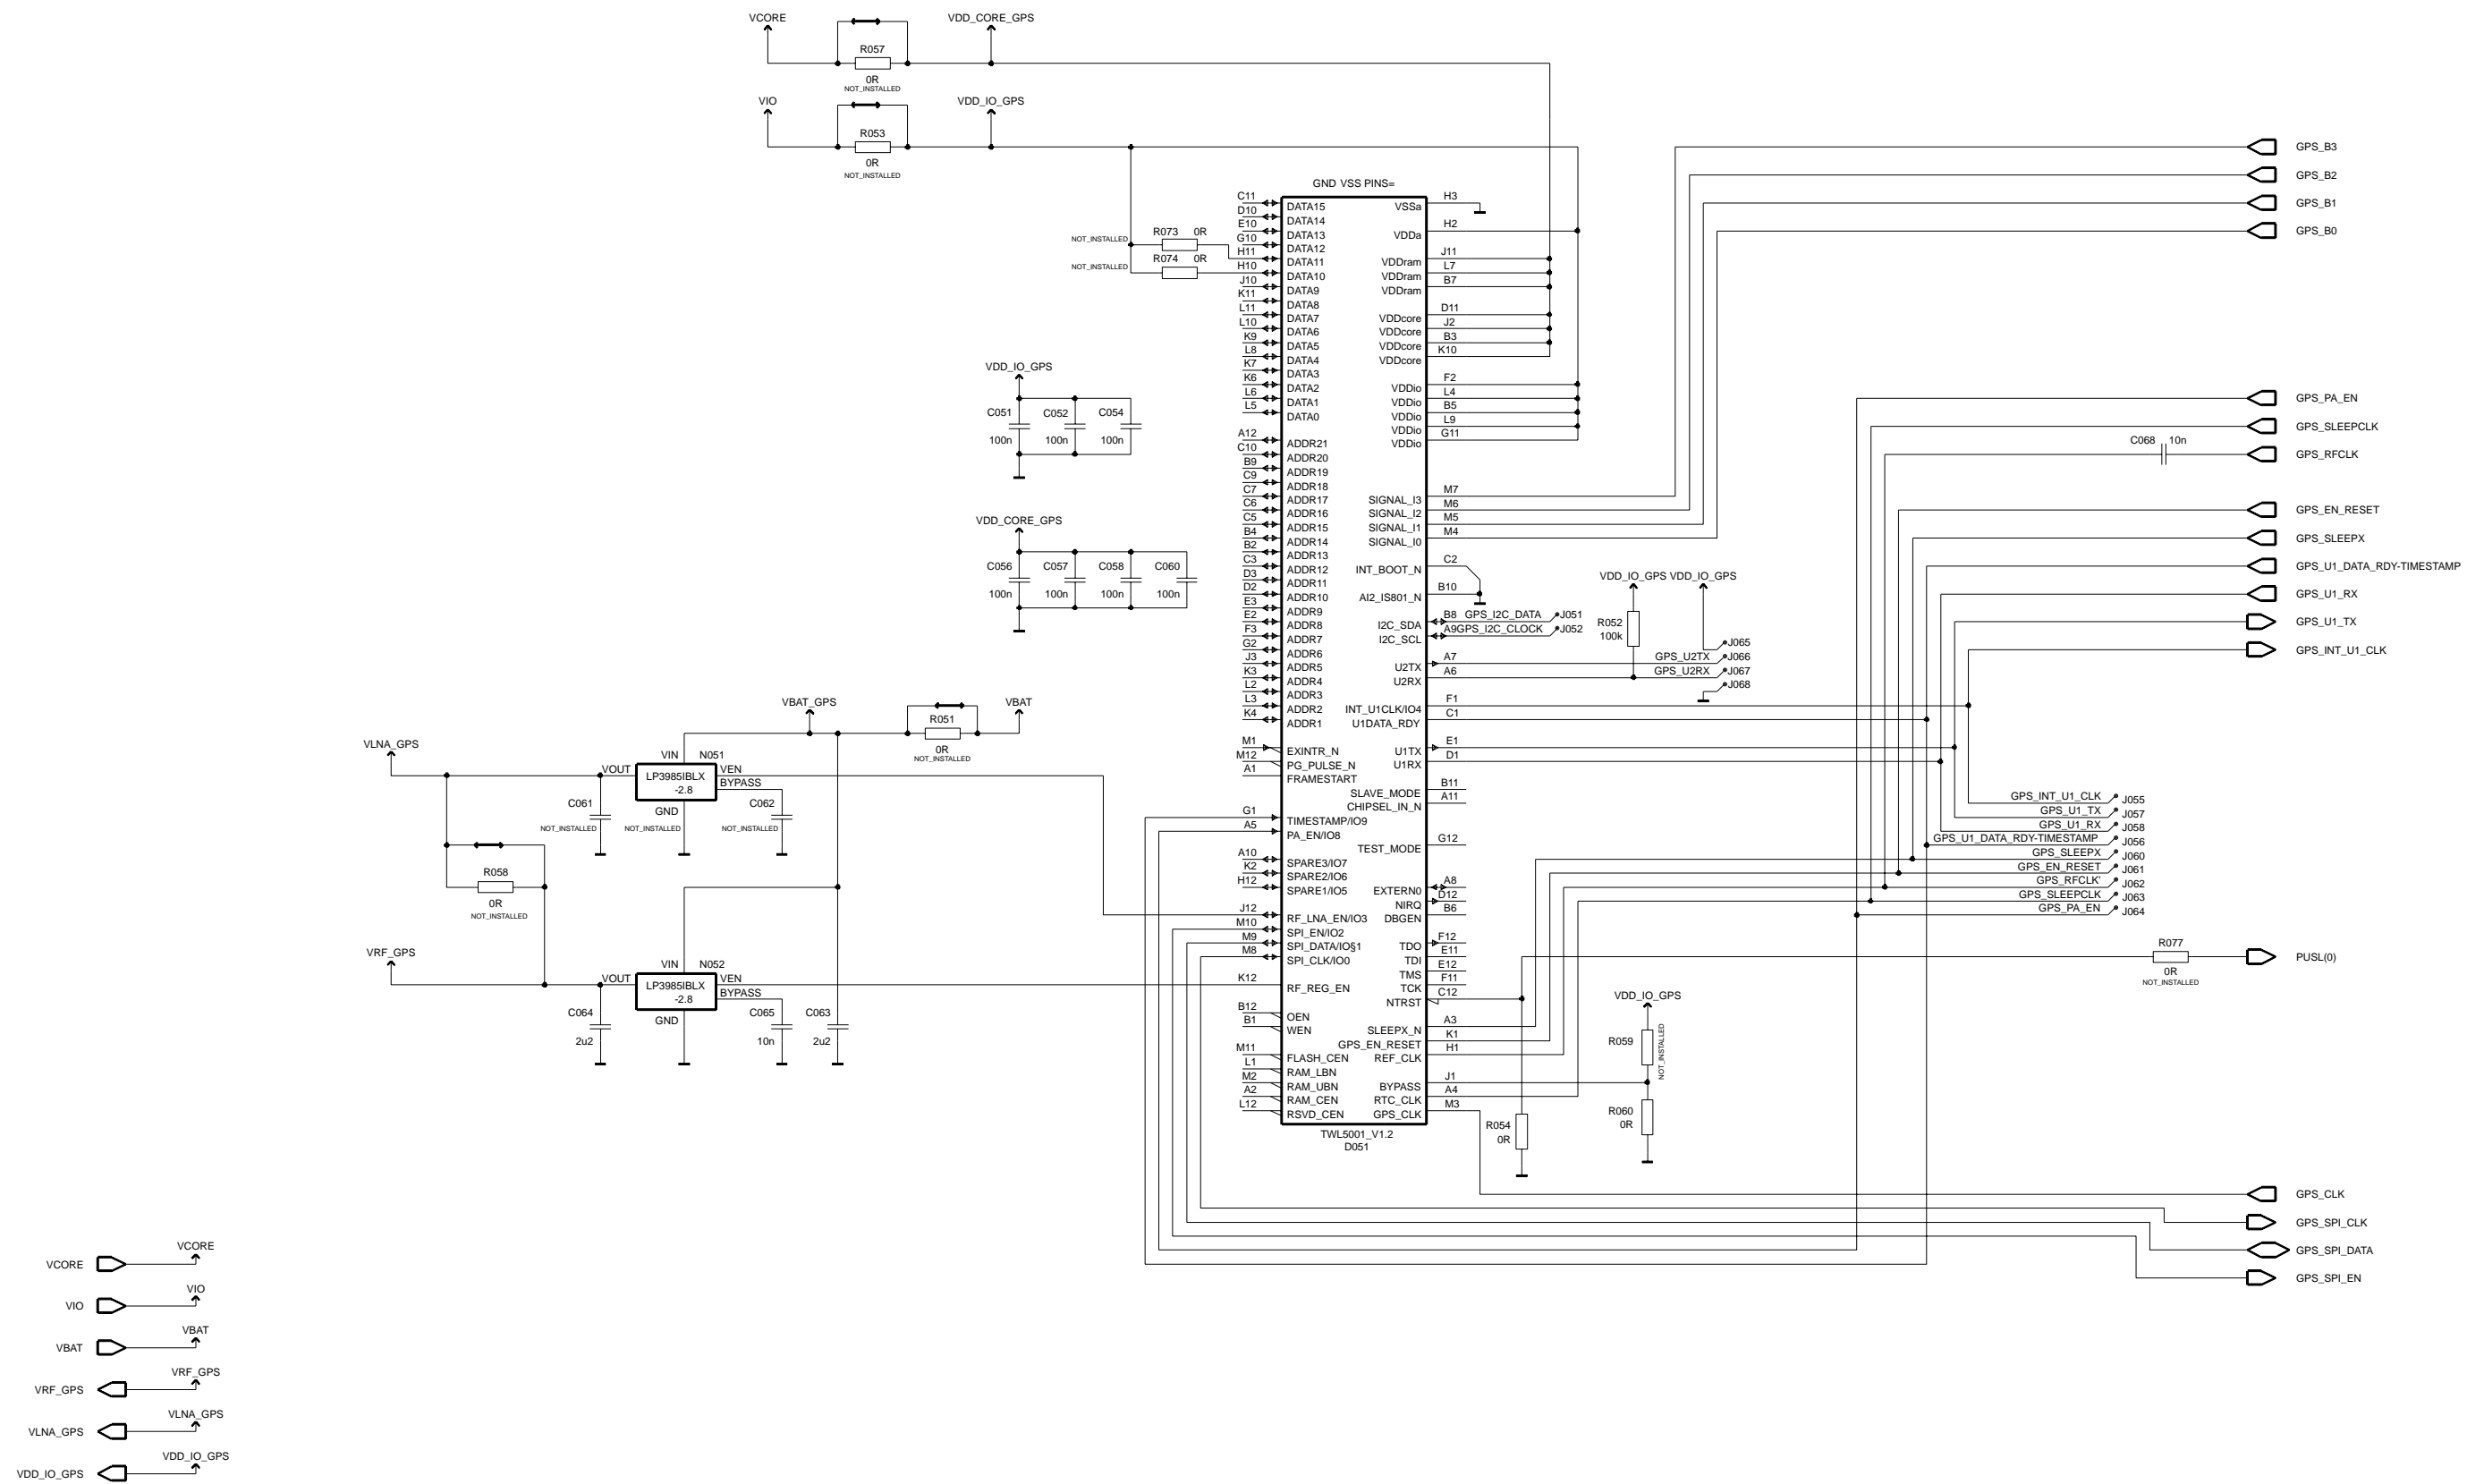 VCORE
VDD_CORE_GPS
R057
0R
NOT_INSTALLED
VIO
VDD_IO_GPS
R053
0R
NOT_INSTALLED
GND VSS PINS=
NOT_INSTALLED
R073 0R
NOT_INSTALLED
R074 0R
C11 DATA15
D10 DATA14
E10 DATA13
G10 DATA12
H11 DATA11
H10 DATA10
J10 DATA9
K11 DATA8
L11 DATA7
L10 DATA6
K9 DATA5
L8 DATA4
K7 DATA3
K6 DATA2
L6 DATA1
L5 DATA0
A12 ADDR21
C10 ADDR20
B9 ADDR19
C9 ADDR18
C7 ADDR17
C6 ADDR16
C5 ADDR15
B4 ADDR14
B2 ADDR13
C3 ADDR12
D3 ADDR11
D2 ADDR10
E3 ADDR9
E2 ADDR8
F3 ADDR7
G2 ADDR6
J3 ADDR5
K3 ADDR4
L2 ADDR3
L3 ADDR2
K4 ADDR1
M1 EXINTR_N
M12 PG_PULSE_N
A1 FRAMESTART
G1 TIMESTAMP/IO9
A5 PA_EN/IO8
A10 SPARE3/IO7
K2 SPARE2/IO6
H12 SPARE1/IO5
J12 RF_LNA_EN/IO3
M10 SPI_EN/IO2
M9 SPI_DATA/IO§1
M8 SPI_CLK/IO0
K12 RF_REG_EN
B12 OEN
B1 WEN
M11 FLASH_CEN
L1 RAM_LBN
M2 RAM_UBN
A2 RAM_CEN
L12 RSVD_CEN
VSSa H3
VDDa H2
VDDram J11
VDDram L7
VDDram B7
VDDcore D11
VDDcore J2
VDDcore B3
VDDcore K10
VDDio F2
VDDio L4
VDDio B5
VDDio L9
VDDio G11
SIGNAL_I3 M7
SIGNAL_I2 M6
SIGNAL_I1 M5
SIGNAL_I0 M4
INT_BOOT_N C2
AI2_IS801_N B10
I2C_SDA B8 GPS_I2C_DATA J051
I2C_SCL A9 GPS_I2C_CLOCK J052
U2TX A7 GPS_U2TX J066
U2RX A6 GPS_U2RX J067
INT_U1CLK/IO4 F1
U1DATA_RDY C1
U1TX E1
U1RX D1
SLAVE_MODE B11
CHIPSEL_IN_N A11
TEST_MODE G12
EXTERN0 A8
NIRQ D12
DBGEN B6
TDO F12
TDI E11
TMS E12
TCK F11
NTRST C12
SLEEPX_N A3
GPS_EN_RESET K1
REF_CLK H1
BYPASS J1
RTC_CLK A4
GPS_CLK M3
TWL5001_V1.2
D051
VDD_IO_GPS
C051 C052 C054
100n 100n 100n
VDD_CORE_GPS
C056 C057 C058 C060
100n 100n 100n 100n
VDD_IO_GPS VDD_IO_GPS
R052
100k
J065
J068
VLNA_GPS
VBAT_GPS
VBAT
R051
0R
NOT_INSTALLED
VIN N051
VOUT VEN
LP3985IBLX
-2.8
BYPASS
GND
C061
NOT_INSTALLED
NOT_INSTALLED
C062
NOT_INSTALLED
R058
0R
NOT_INSTALLED
VRF_GPS
VIN N052
VOUT VEN
LP3985IBLX
-2.8
BYPASS
GND
C064
2u2
C065
10n
C063
2u2
GPS_INT_U1_CLK J055
GPS_U1_TX J057
GPS_U1_RX J058
GPS_U1_DATA_RDY-TIMESTAMP J056
GPS_SLEEPX J060
GPS_EN_RESET J061
GPS_RFCLK' J062
GPS_SLEEPCLK J063
GPS_PA_EN J064
VDD_IO_GPS
R059
NOT_INSTALLED
R060
0R
R054
0R
R077
0R
NOT_INSTALLED
C068 10n
GPS_B3
GPS_B2
GPS_B1
GPS_B0
GPS_PA_EN
GPS_SLEEPCLK
GPS_RFCLK
GPS_EN_RESET
GPS_SLEEPX
GPS_U1_DATA_RDY-TIMESTAMP
GPS_U1_RX
GPS_U1_TX
GPS_INT_U1_CLK
PUSL(0)
GPS_CLK
GPS_SPI_CLK
GPS_SPI_DATA
GPS_SPI_EN
VCORE VCORE
VIO VIO
VBAT VBAT
VRF_GPS VRF_GPS
VLNA_GPS VLNA_GPS
VDD_IO_GPS VDD_IO_GPS